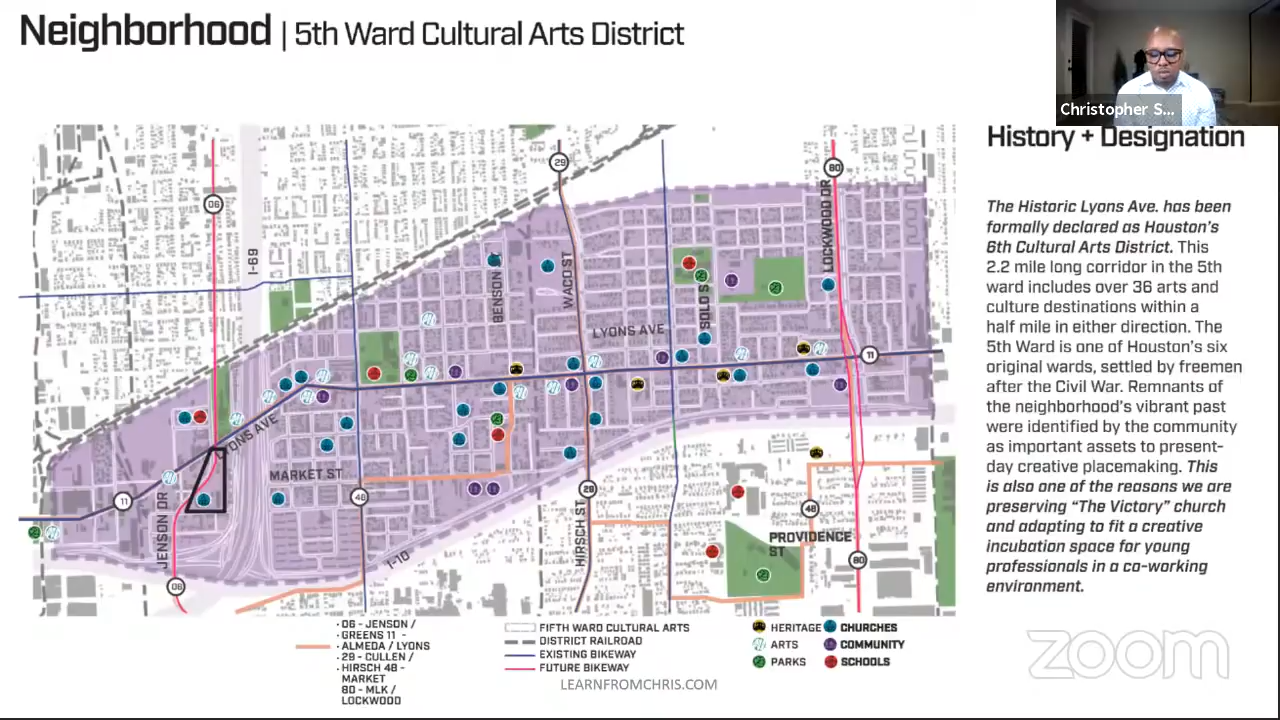 Neighborhood | 5th Ward Cultural Arts District
Christopher S...
History + Designation
The Historic Lyons Ave. has been
formally declared as Houston's
6th Cultural Arts District. This
2.2 mile long corridor in the 5th
ward includes over 36 arts and
culture destinations within a
half mile in either direction. The
5th Ward is one of Houston's six
original wards, settled by freemen
after the Civil War. Remnants of
the neighborhood's vibrant past
were identified by the community
as important assets to present-
day creative placemaking. This
is also one of the reasons we are
preserving "The Victory" church
and adapting to fit a creative
incubation space for young
professionals in a co-working
environment.
29
80
06
I-69
BENSON
WACO ST
SOLO S
LOCKWOOD DR
LYONS AVE
11
LYONS AVE
MARKET ST
11
48
28
48
JENSON DR
HIRSCH ST
I-10
PROVIDENCE
ST
06
80
· 06 - JENSON /
· GREENS 11 -
· ALMEDA / LYONS
· 29 - CULLEN /
· HIRSCH 48 -
MARKET
80 - MLK /
LOCKWOOD
FIFTH WARD CULTURAL ARTS
DISTRICT RAILROAD
EXISTING BIKEWAY
FUTURE BIKEWAY
HERITAGE
CHURCHES
ARTS
COMMUNITY
PARKS
SCHOOLS
LEARNFROMCHRIS.COM
zoom